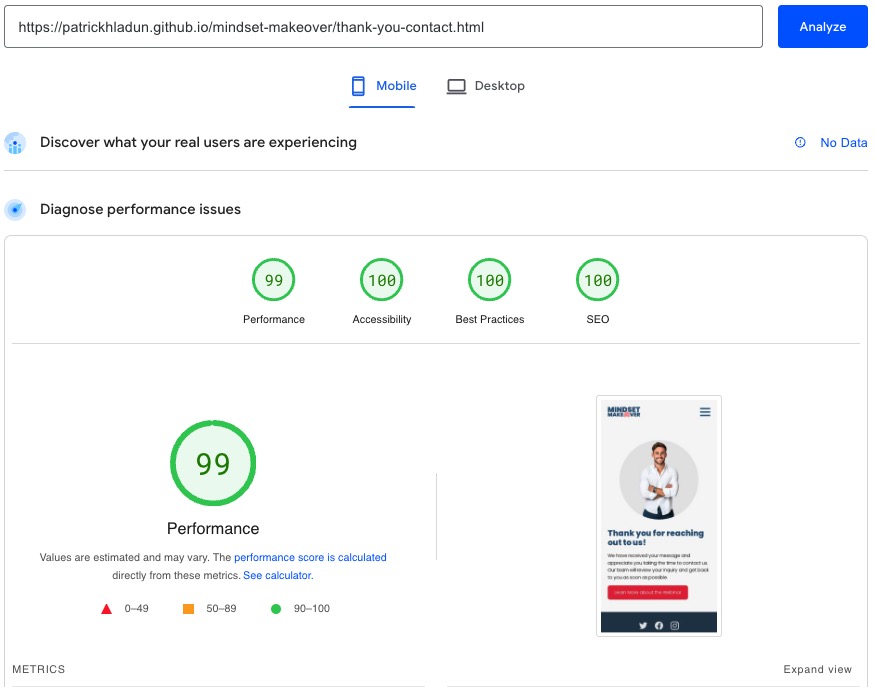 https://patrickhladun.github.io/mindset-makeover/thank-you-contact.html
Analyze
Mobile
Desktop
Discover what your real users are experiencing
No Data
Diagnose performance issues
99
100
100
100
Performance
Accessibility
Best Practices
SEO
99
Performance
Values are estimated and may vary. The performance score is calculated
directly from these metrics. See calculator.
0–49
50–89
90–100
MINDSET
MAKEOVER
Thank you for reaching
out to us!
We have received your message and
appreciate you taking the time to contact us.
Our team will review your inquiry and get back
to you as soon as possible.
Learn More About the Webinar
METRICS
Expand view